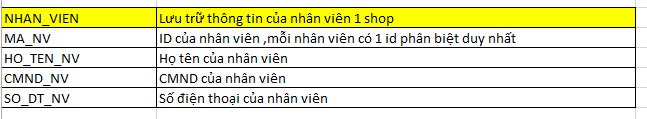 NHAN_VIEN Lưu trữ thông tin của nhân viên 1 shop
MA_NV ID của nhân viên ,mỗi nhân viên có 1 id phân biệt duy nhất
HO_TEN_NV Họ tên của nhân viên
CMND_NV CMND của nhân viên
SO_DT_NV Số điện thoại của nhân viên